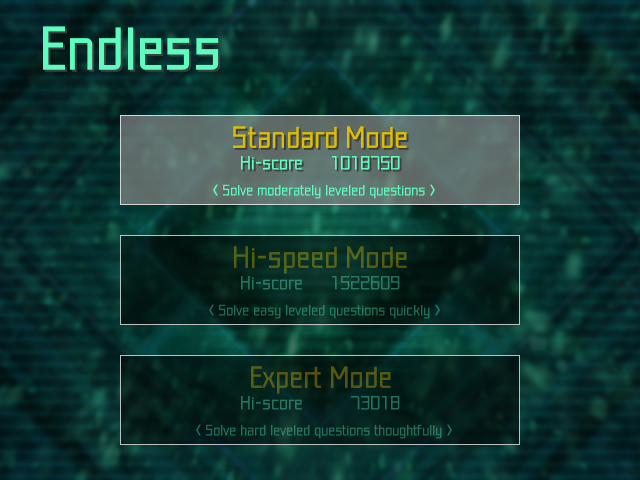 Endless
Standard Mode
Hi-score 1018750
< Solve moderately leveled questions >
Hi-speed Mode
Hi-score 1522609
< Solve easy leveled questions quickly >
Expert Mode
Hi-score 73018
< Solve hard leveled questions thoughtfully >